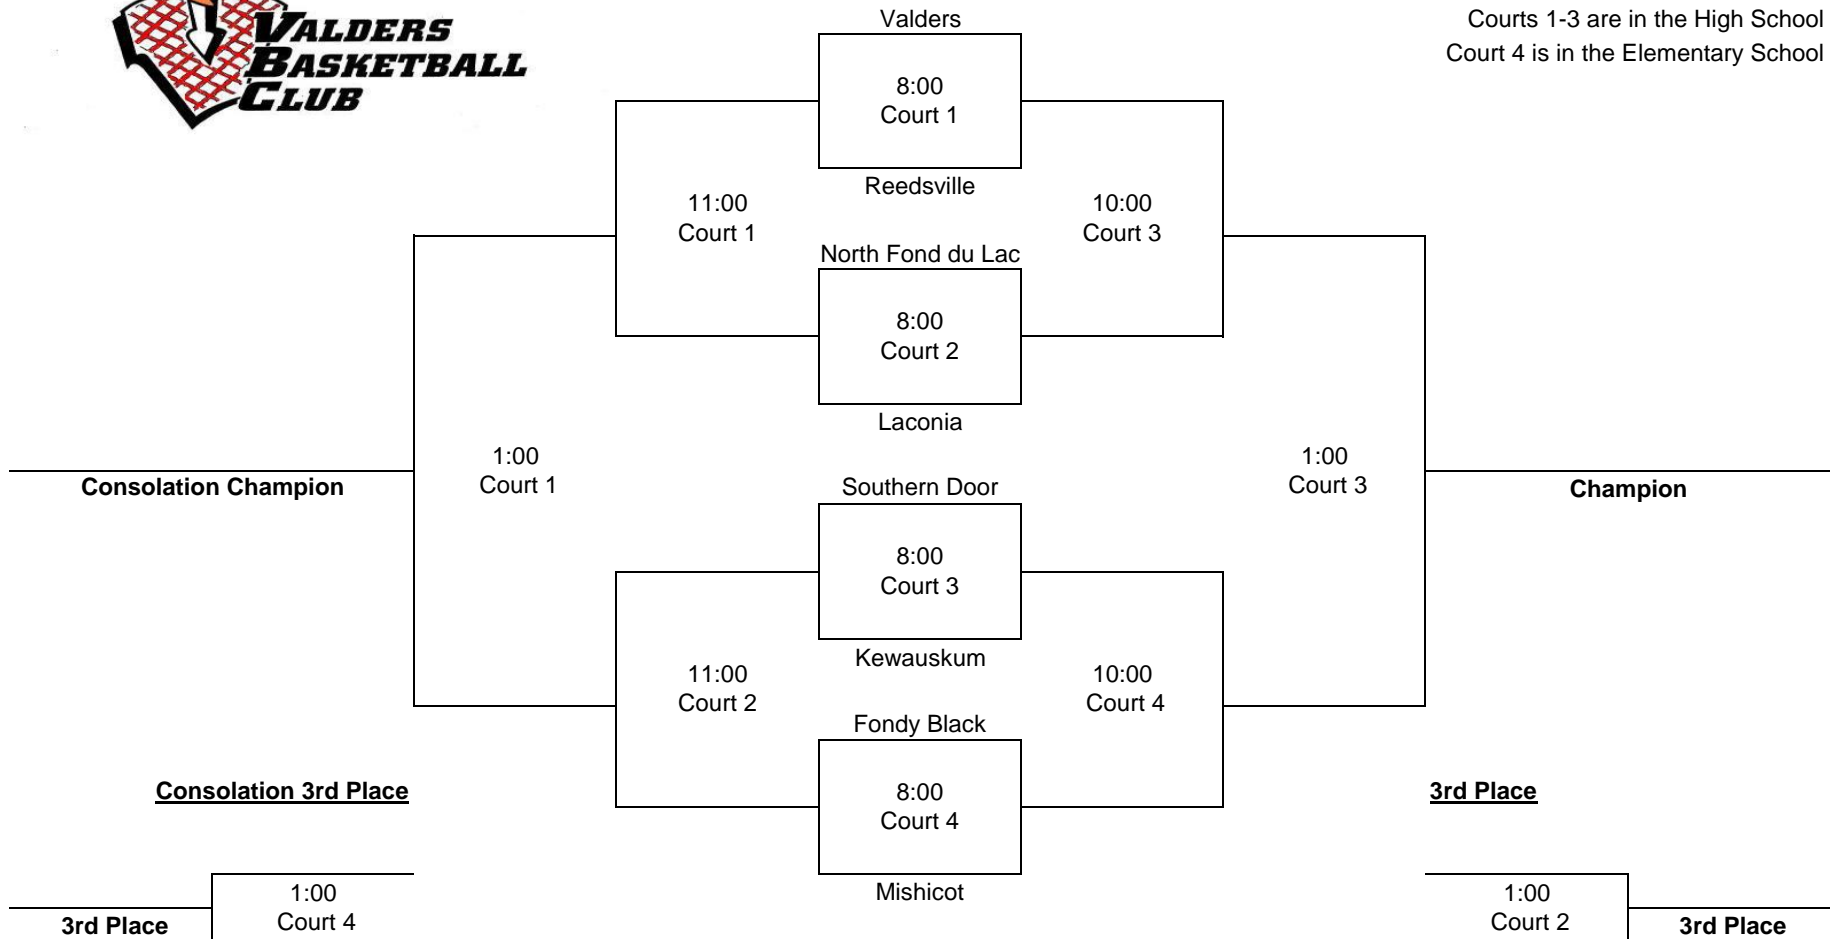 VALDERS
BASKETBALL
CLUB
Courts 1-3 are in the High School
Court 4 is in the Elementary School
Valders
8:00
Court 1
Reedsville
11:00
Court 1
10:00
Court 3
North Fond du Lac
8:00
Court 2
Laconia
1:00
Court 1
1:00
Court 3
Consolation Champion
Champion
Southern Door
8:00
Court 3
Kewauskum
11:00
Court 2
10:00
Court 4
Fondy Black
8:00
Court 4
Mishicot
Consolation 3rd Place
3rd Place
1:00
Court 4
3rd Place
1:00
Court 2
3rd Place